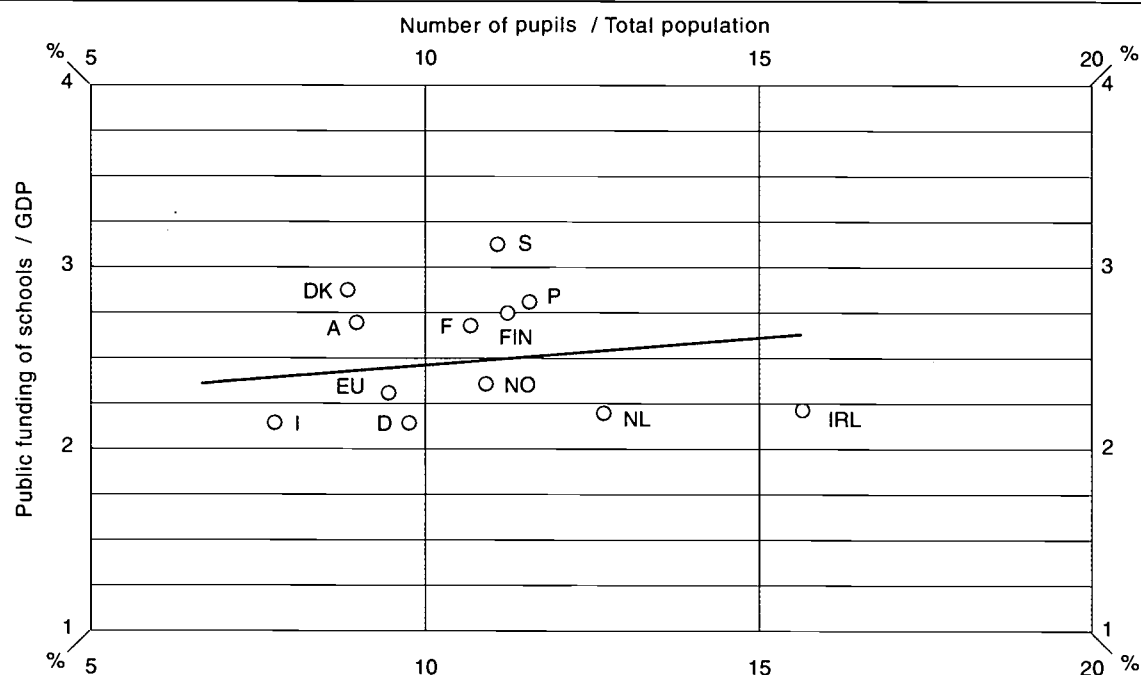 Number of pupils / Total population
% 5 10 15 20 %
4 4
S
3 3
DK P
A F FIN
EU NO
I D NL IRL
2 2
1 1
% 5 10 15 20 %
Public funding of schools / GDP